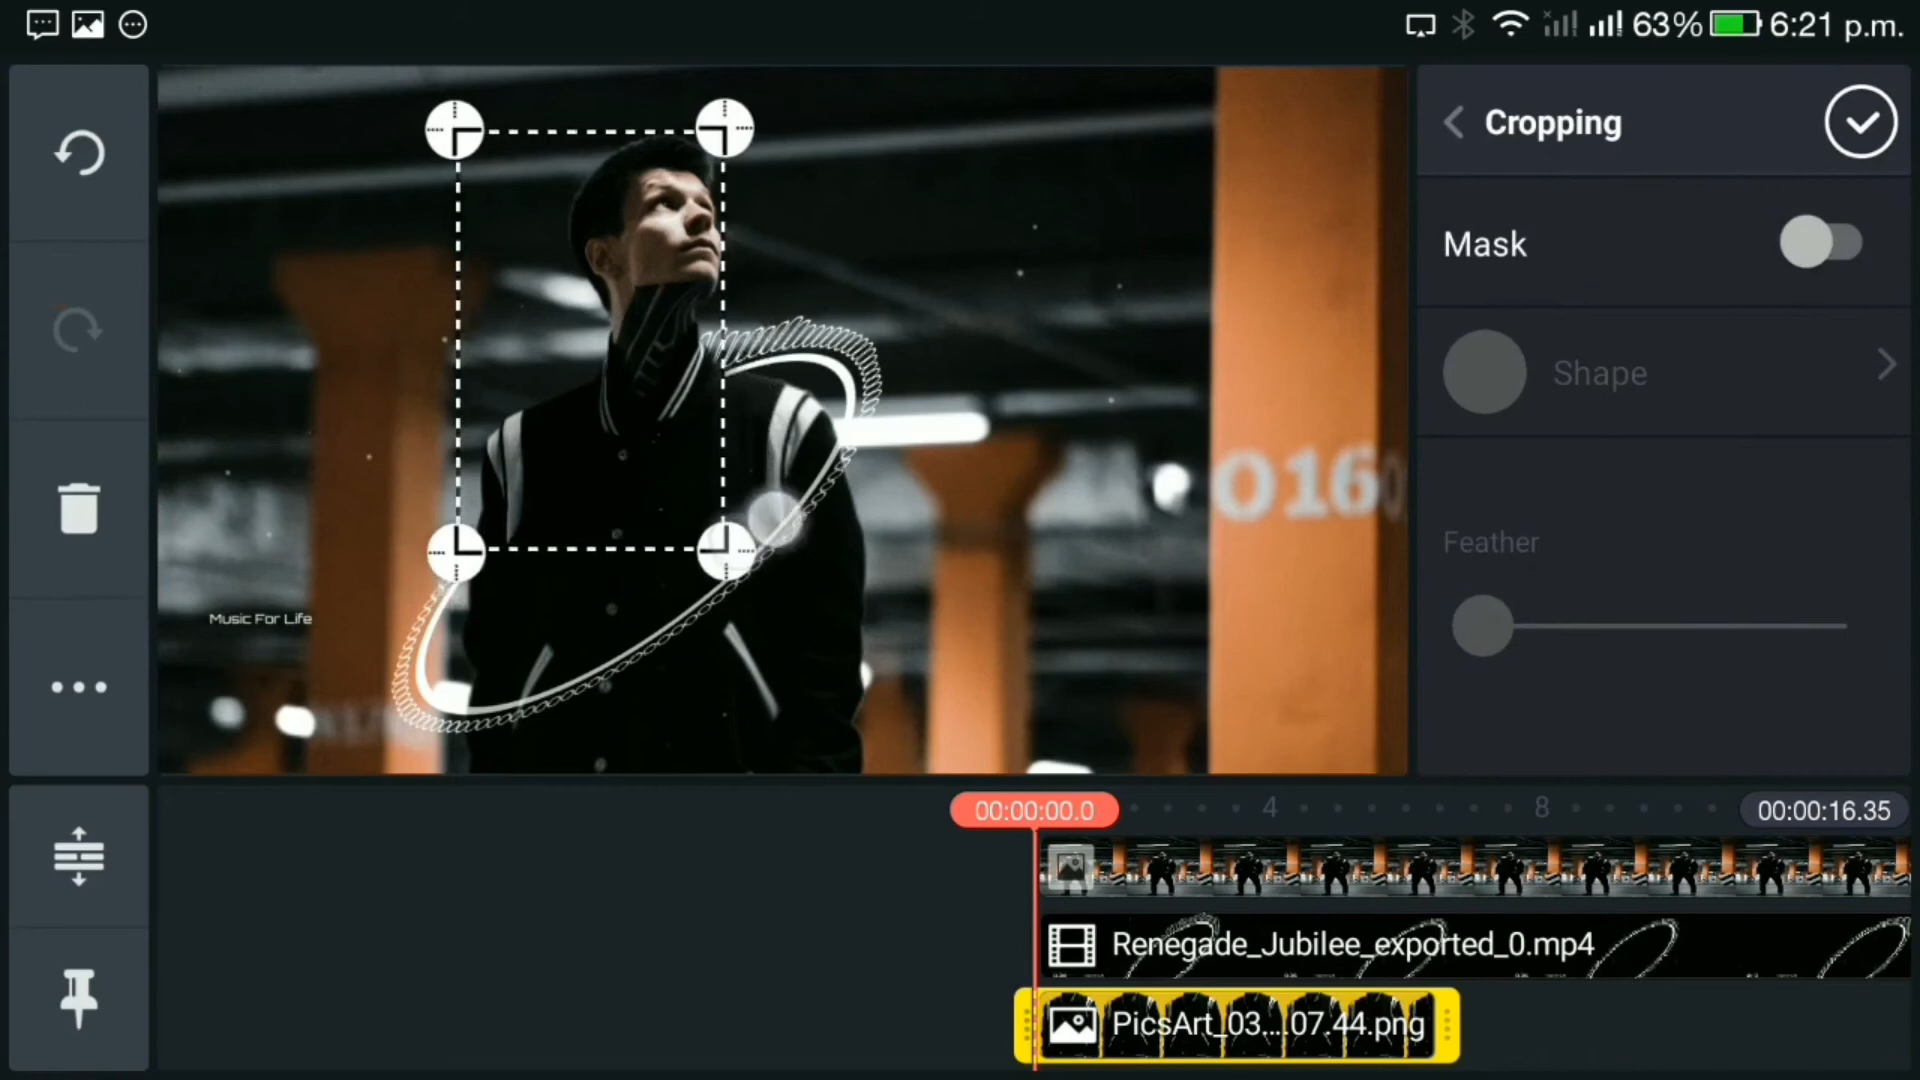 63% 6:21 p.m.
Cropping
Mask
Shape
Feather
0160
Music For Life
00:00:00.0 4 8 00:00:16.35
Renegade_Jubilee_exported_0.mp4
PicsArt_03....07.44.png